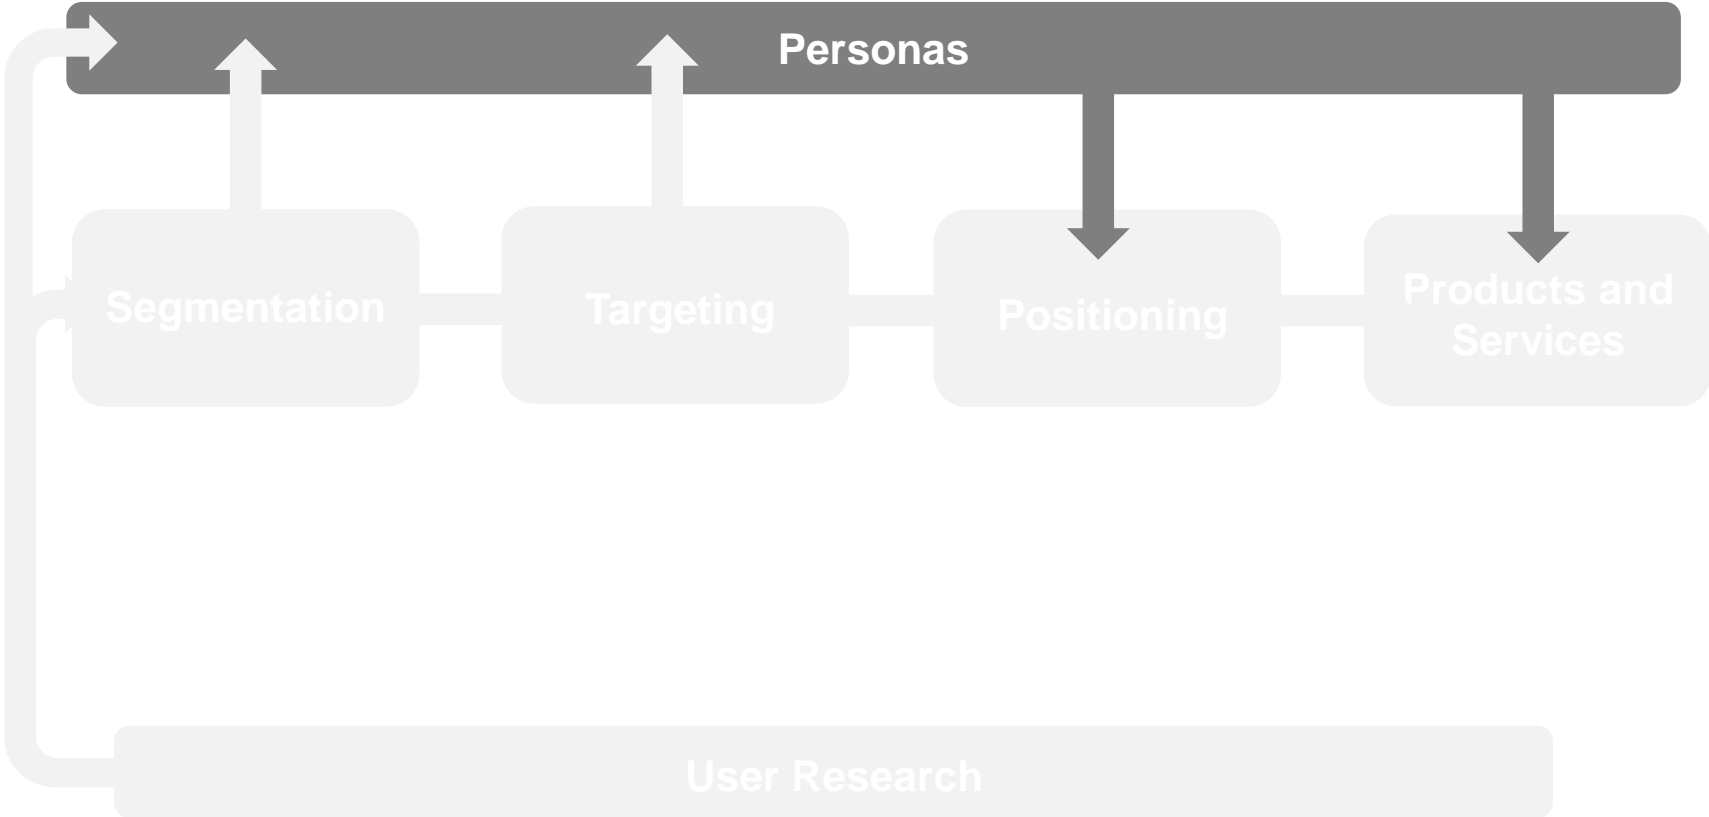 Personas
Segmentation
Targeting
Positioning
Products and
Services
User Research